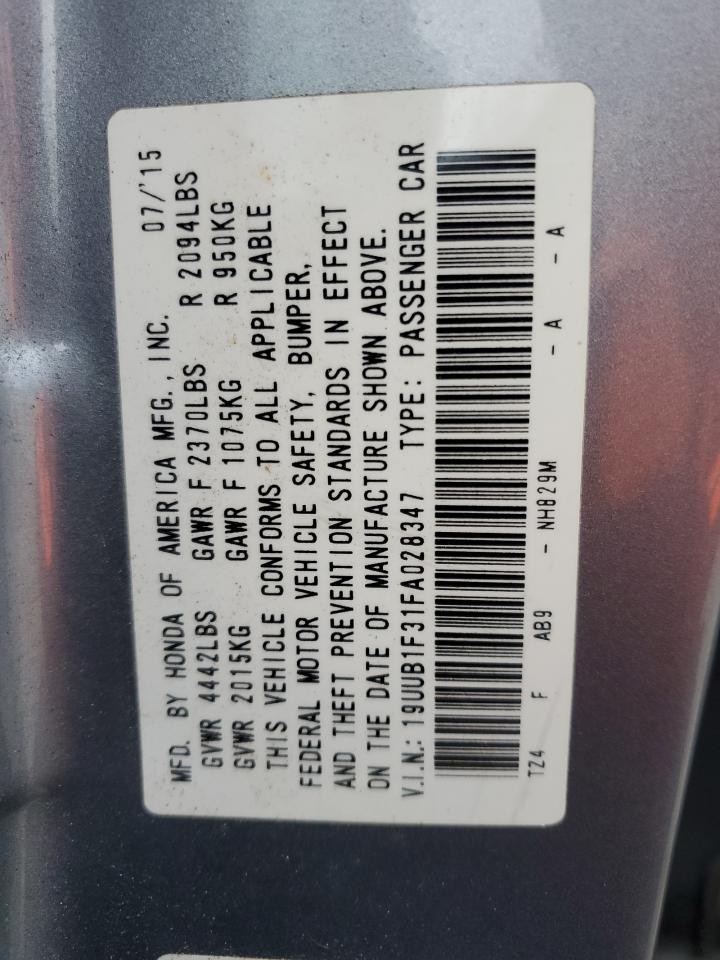 MFD. BY HONDA OF AMERICA MFG., INC. 07/'15
GVWR 4442LBS GAWR F 2370LBS R 2094LBS
GVWR 2015KG GAWR F 1075KG R 950KG
THIS VEHICLE CONFORMS TO ALL APPLICABLE
FEDERAL MOTOR VEHICLE SAFETY, BUMPER,
AND THEFT PREVENTION STANDARDS IN EFFECT
ON THE DATE OF MANUFACTURE SHOWN ABOVE.
V.I.N.: 19UUB1F31FA028347 TYPE: PASSENGER CAR
TZ4 F AB9 - NH829M - A - A